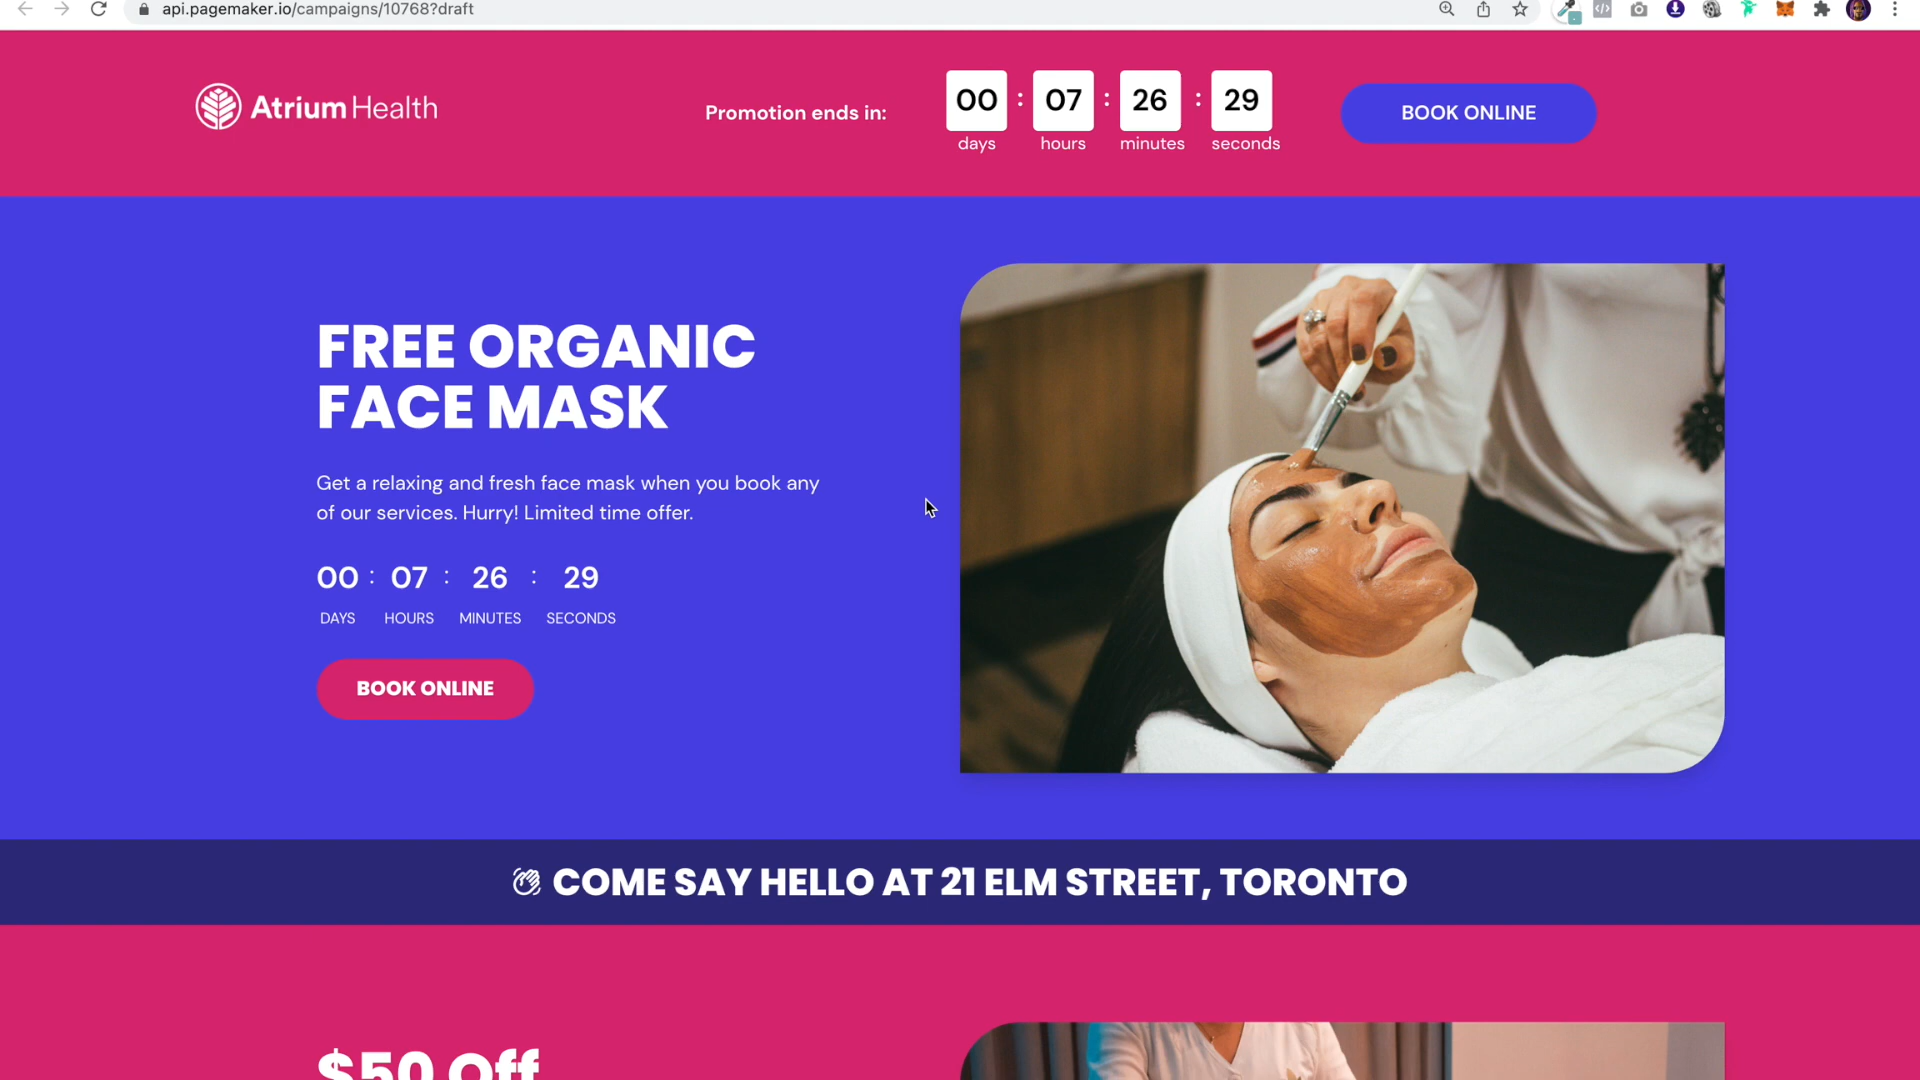 api.pagemaker.io/campaigns/10768?draft
Atrium Health
Promotion ends in:
00 : 07 : 26 : 29
days hours minutes seconds
BOOK ONLINE
FREE ORGANIC
FACE MASK
Get a relaxing and fresh face mask when you book any
of our services. Hurry! Limited time offer.
00 : 07 : 26 : 29
DAYS HOURS MINUTES SECONDS
BOOK ONLINE
COME SAY HELLO AT 21 ELM STREET, TORONTO
$50 Off